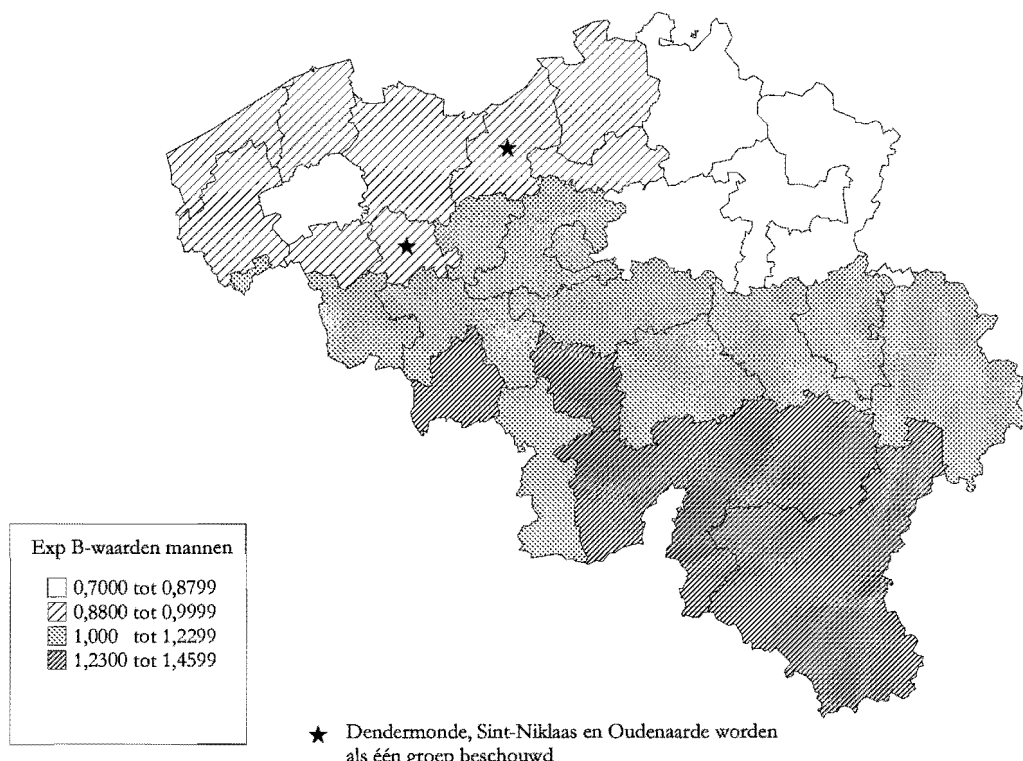 Exp B-waarden mannen
0,7000 tot 0,8799
0,8800 tot 0,9999
1,000 tot 1,2299
1,2300 tot 1,4599
★ Dendermonde, Sint-Niklaas en Oudenaarde worden
als één groep beschouwd